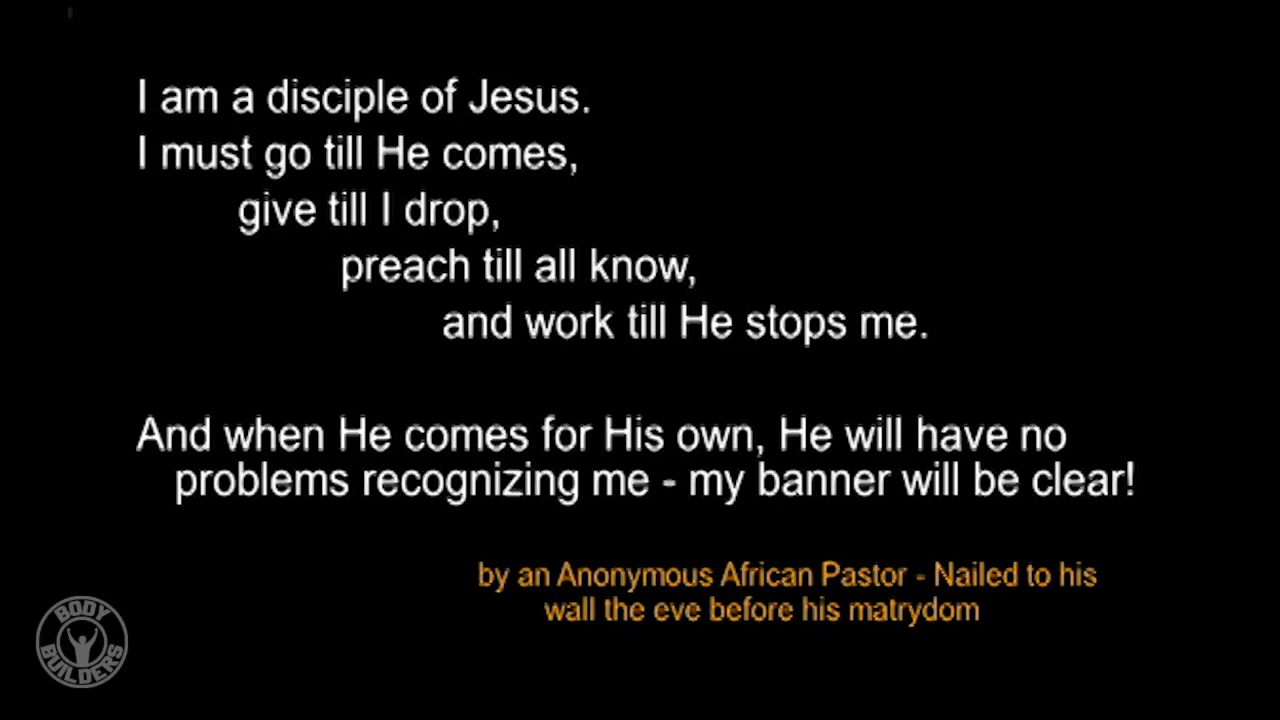 I am a disciple of Jesus.
I must go till He comes,
give till I drop,
preach till all know,
and work till He stops me.
And when He comes for His own, He will have no
problems recognizing me - my banner will be clear!
by an Anonymous African Pastor - Nailed to his
wall the eve before his matrydom
BODY
BUILDERS